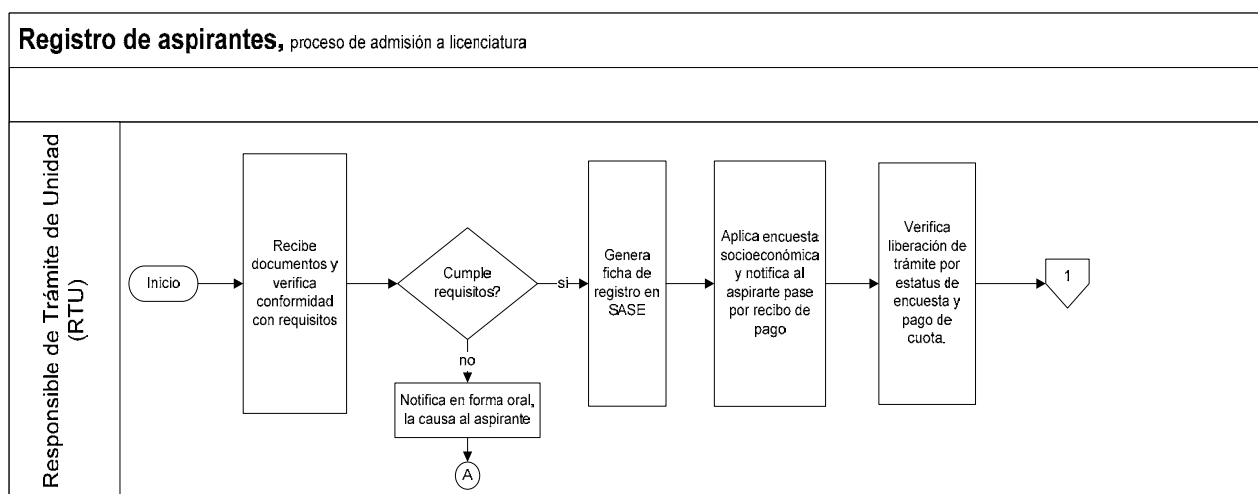 Registro de aspirantes, proceso de admisión a licenciatura
Responsible de Trámite de Unidad
(RTU)
Inicio
Recibe
documentos y
verifica
conformidad
con requisitos
Cumple
requisitos?
si
no
Notifica en forma oral,
la causa al aspirante
A
Genera
ficha de
registro en
SASE
Aplica encuesta
socioeconómica
y notifica al
aspirarte pase
por recibo de
pago
Verifica
liberación de
trámite por
estatus de
encuesta y
pago de
cuota.
1